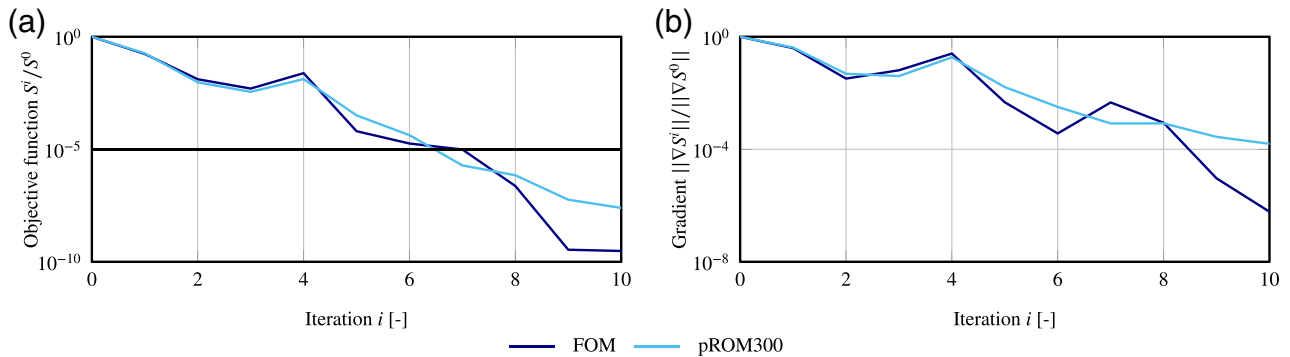 (a)
Objective function S^i/S^0
10^0
10^-5
10^-10
0 2 4 6 8 10
Iteration i [-]
(b)
Gradient ||∇S^i||/||∇S^0||
10^0
10^-4
10^-8
0 2 4 6 8 10
Iteration i [-]
FOM pROM300